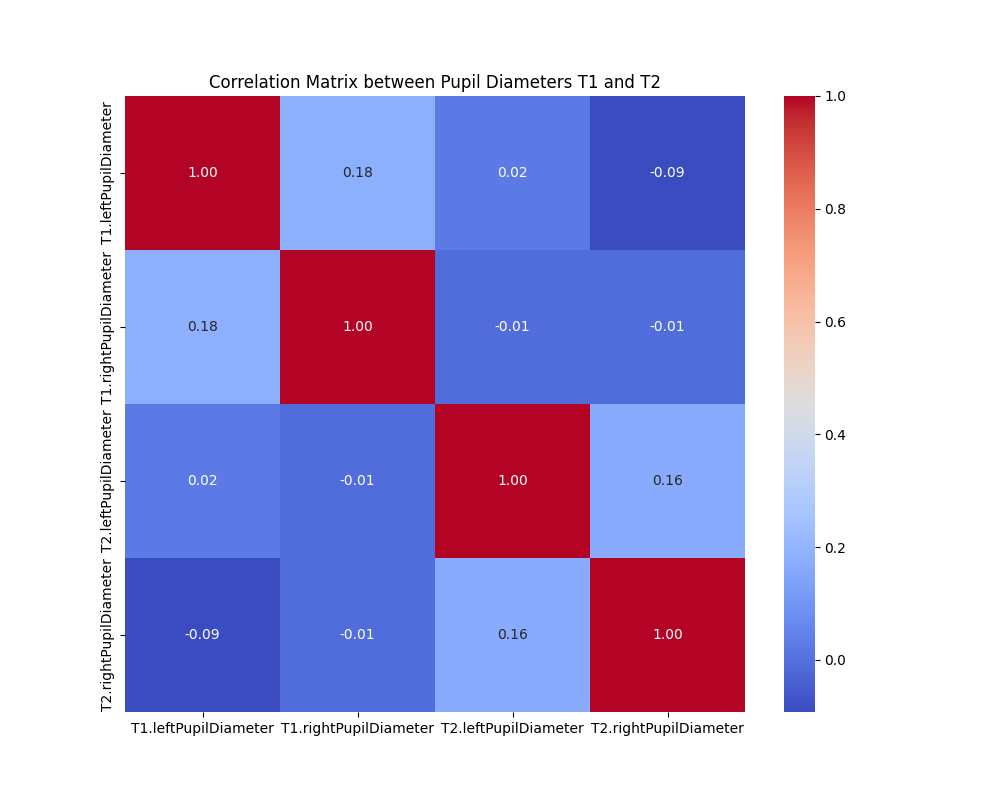 Correlation Matrix between Pupil Diameters T1 and T2
T1.leftPupilDiameter
1.00
0.18
0.02
-0.09
T1.rightPupilDiameter
0.18
1.00
-0.01
-0.01
T2.leftPupilDiameter
0.02
-0.01
1.00
0.16
T2.rightPupilDiameter
-0.09
-0.01
0.16
1.00
T1.leftPupilDiameter
T1.rightPupilDiameter
T2.leftPupilDiameter
T2.rightPupilDiameter
1.0
0.8
0.6
0.4
0.2
0.0